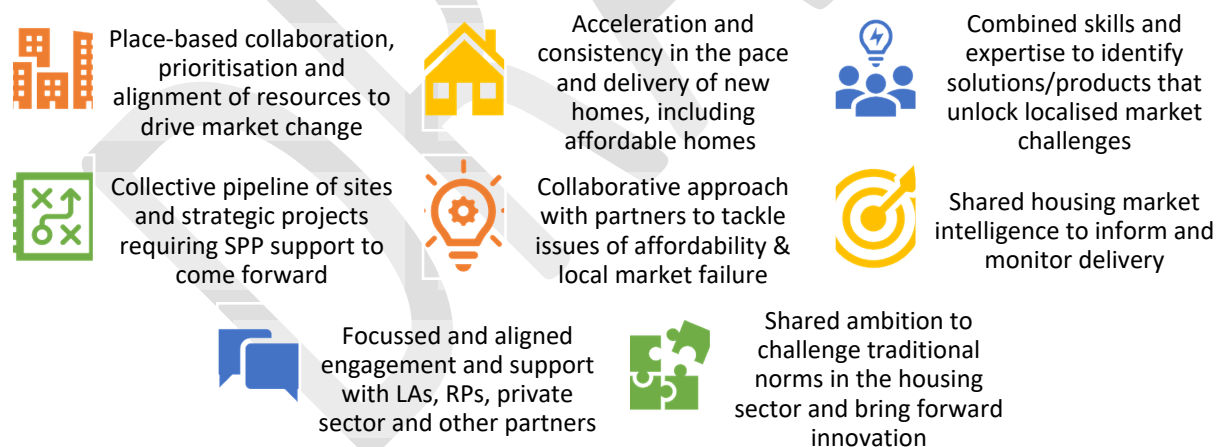 Place-based collaboration,
prioritisation and
alignment of resources to
drive market change
Acceleration and
consistency in the pace
and delivery of new
homes, including
affordable homes
Combined skills and
expertise to identify
solutions/products that
unlock localised market
challenges
Collective pipeline of sites
and strategic projects
requiring SPP support to
come forward
Collaborative approach
with partners to tackle
issues of affordability &
local market failure
Shared housing market
intelligence to inform and
monitor delivery
Focussed and aligned
engagement and support
with LAs, RPs, private
sector and other partners
Shared ambition to
challenge traditional
norms in the housing
sector and bring forward
innovation